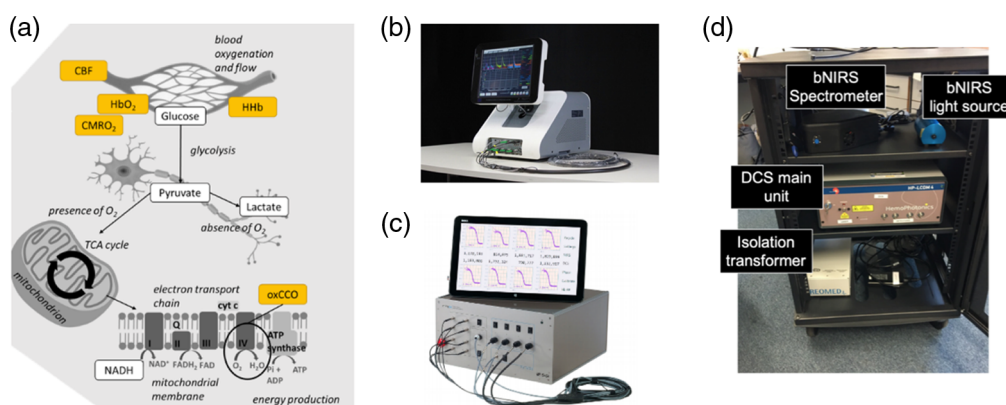 (a)
blood
oxygenation
and flow
CBF
HbO2
HHb
CMRO2
Glucose
glycolysis
Pyruvate
Lactate
presence of O2
absence of O2
TCA cycle
mitochondrion
electron transport
chain
cyt c
oxCCO
Q
I II III IV
ATP
synthase
NADH
NAD+ FADH2 FAD
O2 H2O
Pi +
ADP
ATP
mitochondrial
membrane
energy production
(b)
(c)
(d)
bNIRS
Spectrometer
bNIRS
light source
DCS main
unit
HemoPhotonics
Isolation
transformer